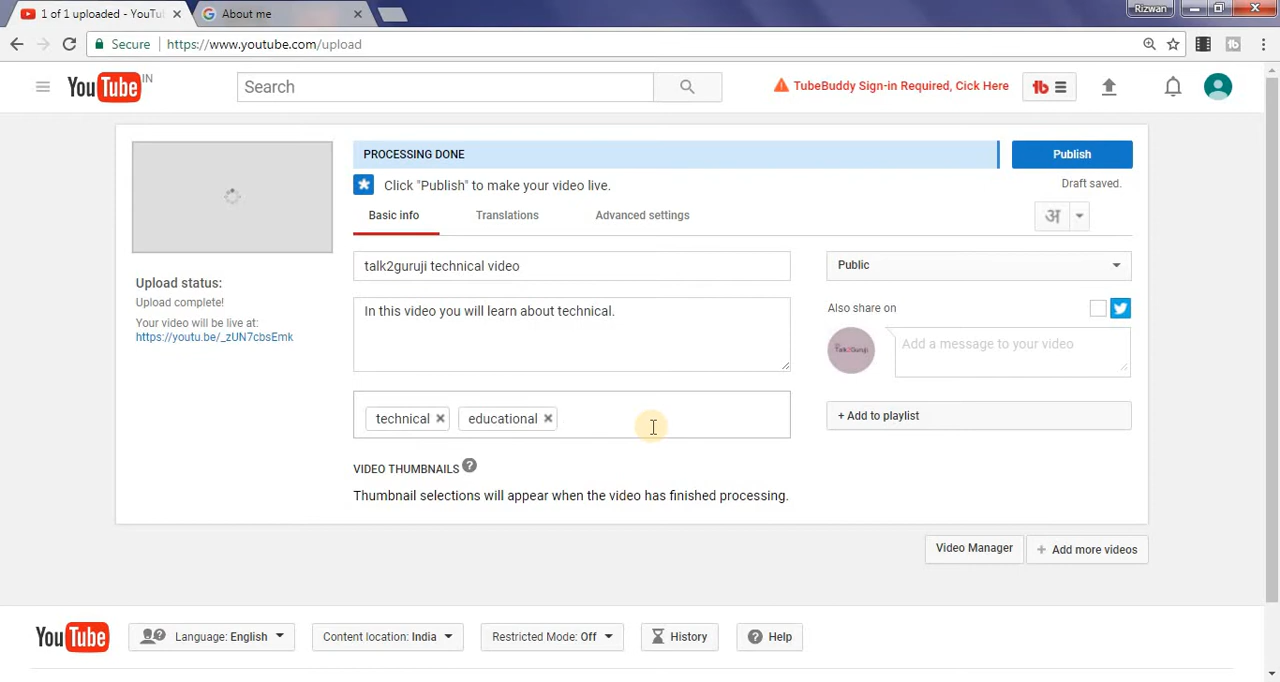 1 of 1 uploaded - YouTu
About me
Rizwan
Secure
https://www.youtube.com/upload
YouTube IN
Search
TubeBuddy Sign-in Required, Cick Here
tb
PROCESSING DONE
Publish
Click "Publish" to make your video live.
Draft saved.
Basic info
Translations
Advanced settings
अ
talk2guruji technical video
Public
Upload status:
Upload complete!
Your video will be live at:
https://youtu.be/_zUN7cbsEmk
In this video you will learn about technical.
Also share on
Talk2Guruji
Add a message to your video
technical
educational
+ Add to playlist
VIDEO THUMBNAILS
Thumbnail selections will appear when the video has finished processing.
Video Manager
+ Add more videos
YouTube
Language: English
Content location: India
Restricted Mode: Off
History
Help